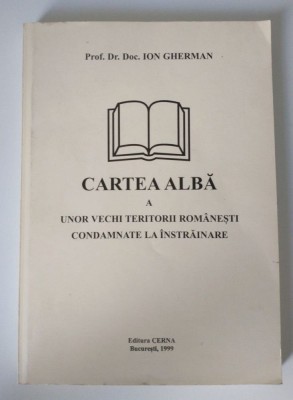 Prof. Dr. Doc. ION GHERMAN
CARTEA ALBĂ
A
UNOR VECHI TERITORII ROMÂNEȘTI
CONDAMNATE LA ÎNSTRĂINARE
Editura CERNA
București, 1999